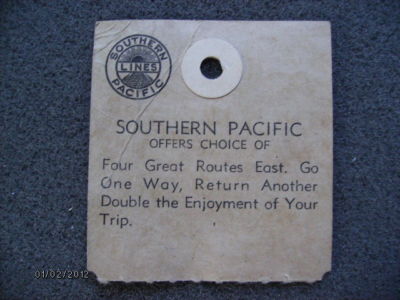 SOUTHERN
LINES
PACIFIC
SOUTHERN PACIFIC
OFFERS CHOICE OF
Four Great Routes East. Go
One Way, Return Another
Double the Enjoyment of Your
Trip.
01/02/2012